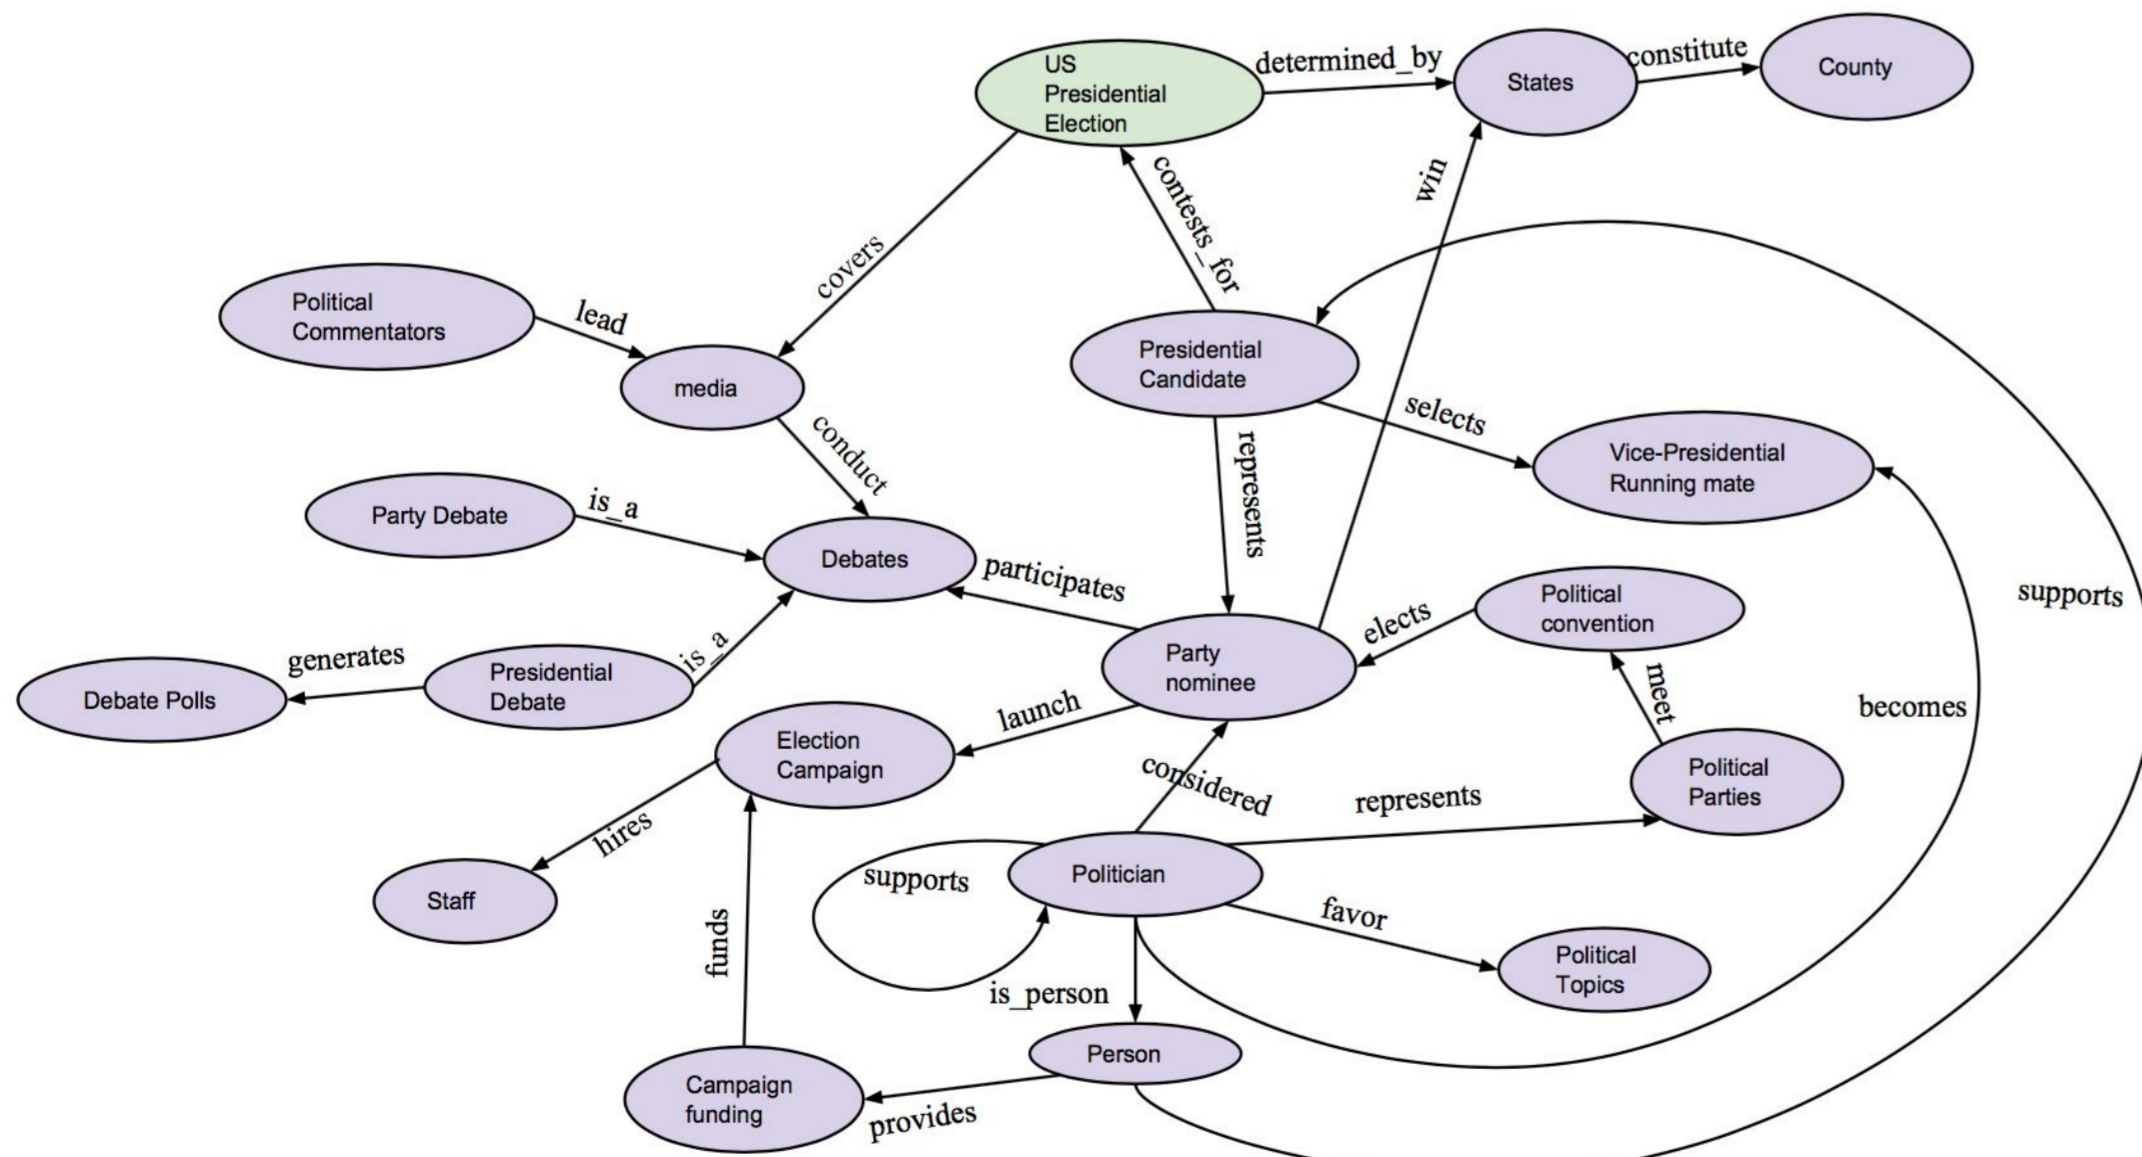 US
Presidential
Election
determined_by
States
constitute
County
contests_for
win
covers
Political
Commentators
lead
media
Presidential
Candidate
selects
Vice-Presidential
Running mate
conduct
represents
Party Debate
is_a
Debates
participates
Political
convention
supports
elects
Party
nominee
generates
is_a
Debate Polls
Presidential
Debate
launch
meet
becomes
Election
Campaign
considered
represents
Political
Parties
hires
supports
Politician
Staff
favor
funds
is_person
Political
Topics
Person
Campaign
funding
provides